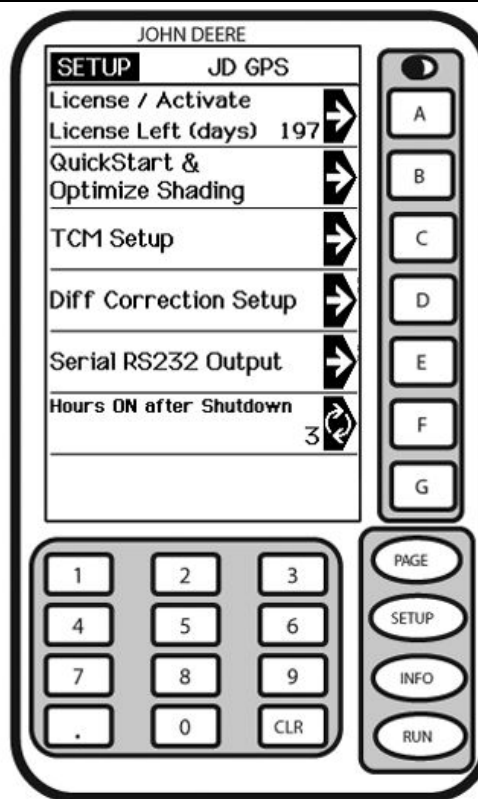 JOHN DEERE
SETUP JD GPS
License / Activate
License Left (days) 197
QuickStart &
Optimize Shading
TCM Setup
Diff Correction Setup
Serial RS232 Output
Hours ON after Shutdown
3
A
B
C
D
E
F
G
PAGE
SETUP
INFO
RUN
1 2 3
4 5 6
7 8 9
. 0 CLR